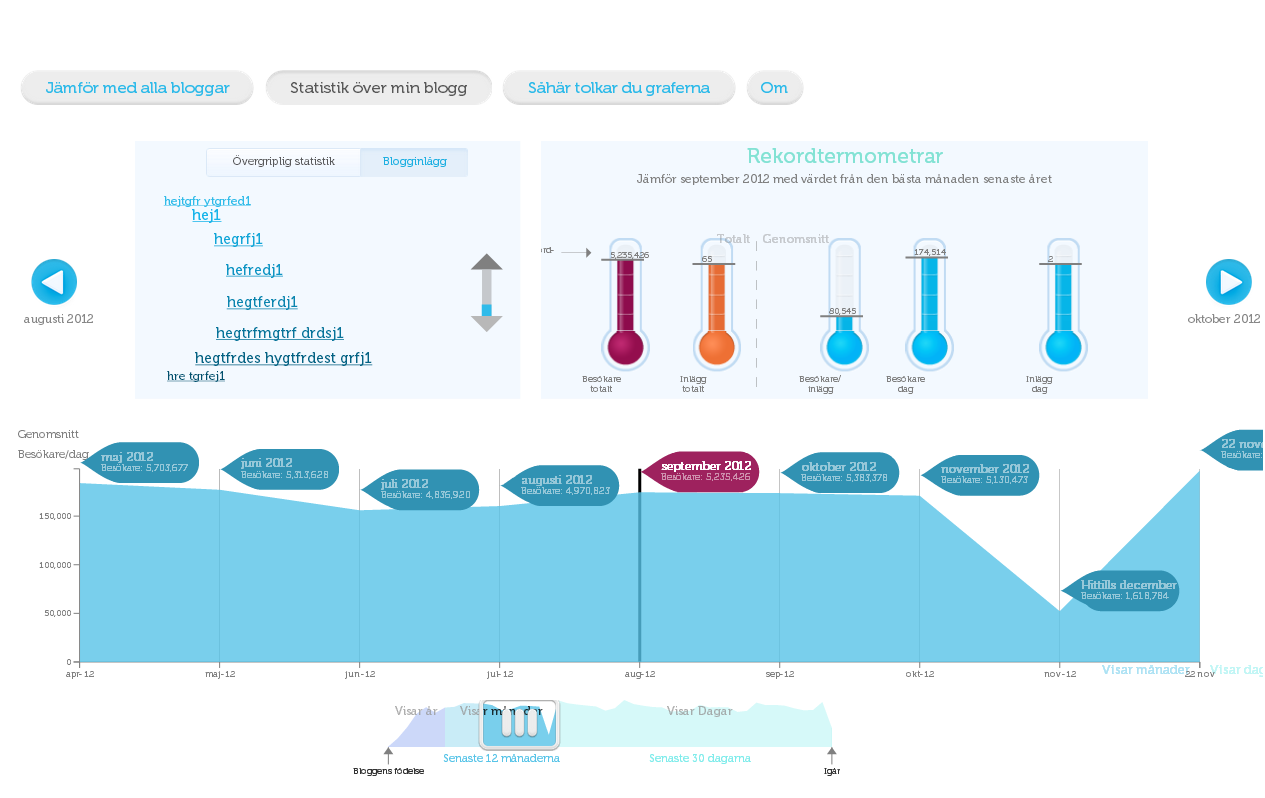 Jämför med alla bloggar
Statistik över min blogg
Såhär tolkar du graferna
Om
Övergriplig statistik
Blogginlägg
hejtgfr ytgrfed1
hej1
hegrfj1
hefredj1
hegtferdj1
hegtrfmgtrf drdsj1
hegtfrdes hygtfrdest grfj1
hre tgrfej1
augusti 2012
Rekordtermometrar
Jämför september 2012 med värdet från den bästa månaden senaste året
Totalt
Genomsnitt
ord-
5,235,426
65
80,545
174,514
2
Besökare
totalt
Inlägg
totalt
Besökare/
inlägg
Besökare
dag
Inlägg
dag
oktober 2012
Genomsnitt
Besökare/dag
maj 2012
Besökare: 5,703,677
juni 2012
Besökare: 5,313,628
juli 2012
Besökare: 4,836,920
augusti 2012
Besökare: 4,970,823
september 2012
Besökare: 5,235,426
oktober 2012
Besökare: 5,383,378
november 2012
Besökare: 5,130,473
Hittills december
Besökare: 1,618,784
22 nov
Besökare:
150,000
100,000
50,000
0
apr-12
maj-12
jun-12
jul-12
aug-12
sep-12
okt-12
nov-12
22 nov
Visar månader
Visar dag
Visar år
Visar månader
Visar Dagar
Senaste 12 månaderna
Senaste 30 dagarna
Bloggens födelse
Igår